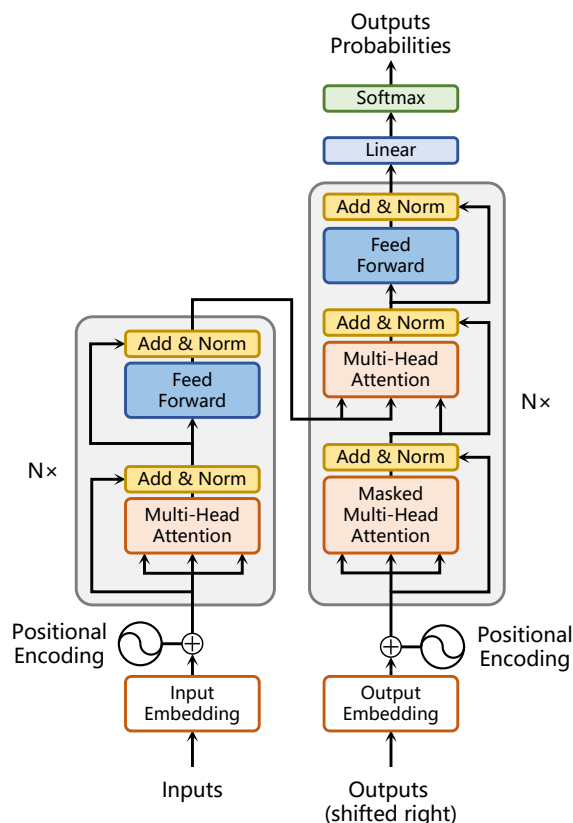 Outputs
Probabilities
Softmax
Linear
Add & Norm
Feed
Forward
Add & Norm
Multi-Head
Attention
N×
Add & Norm
Masked
Multi-Head
Attention
Add & Norm
Feed
Forward
N×
Add & Norm
Multi-Head
Attention
Positional
Encoding
Positional
Encoding
Input
Embedding
Output
Embedding
Inputs
Outputs
(shifted right)